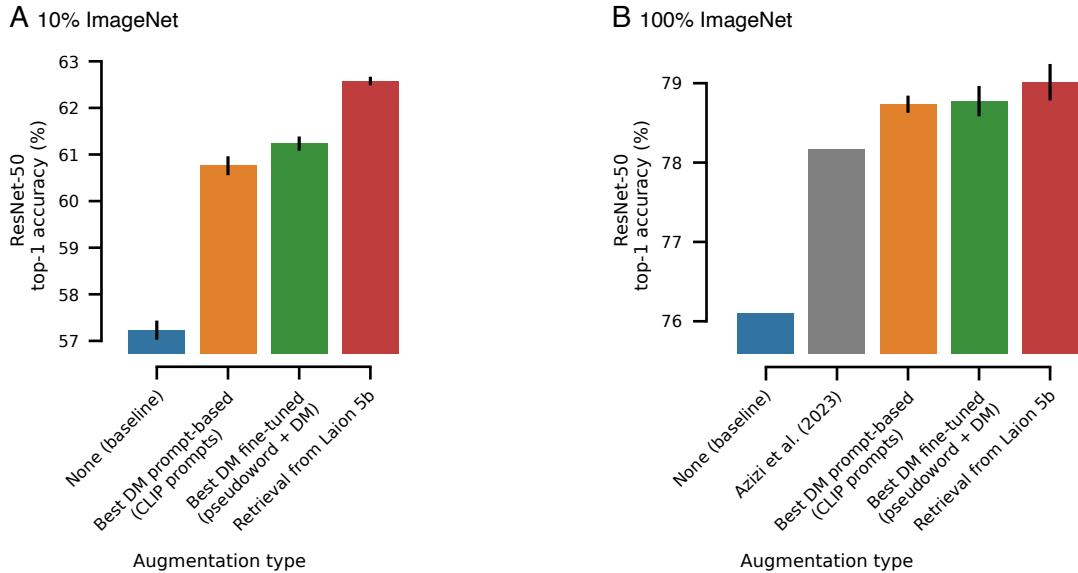 A 10% ImageNet
ResNet-50
top-1 accuracy (%)
63
62
61
60
59
58
57
None (baseline)
Best DM prompt-based
(CLIP prompts)
Best DM fine-tuned
(pseudoword + DM)
Retrieval from Laion 5b
Augmentation type
B 100% ImageNet
ResNet-50
top-1 accuracy (%)
79
78
77
76
None (baseline)
Azizi et al. (2023)
Best DM prompt-based
(CLIP prompts)
Best DM fine-tuned
(pseudoword + DM)
Retrieval from Laion 5b
Augmentation type